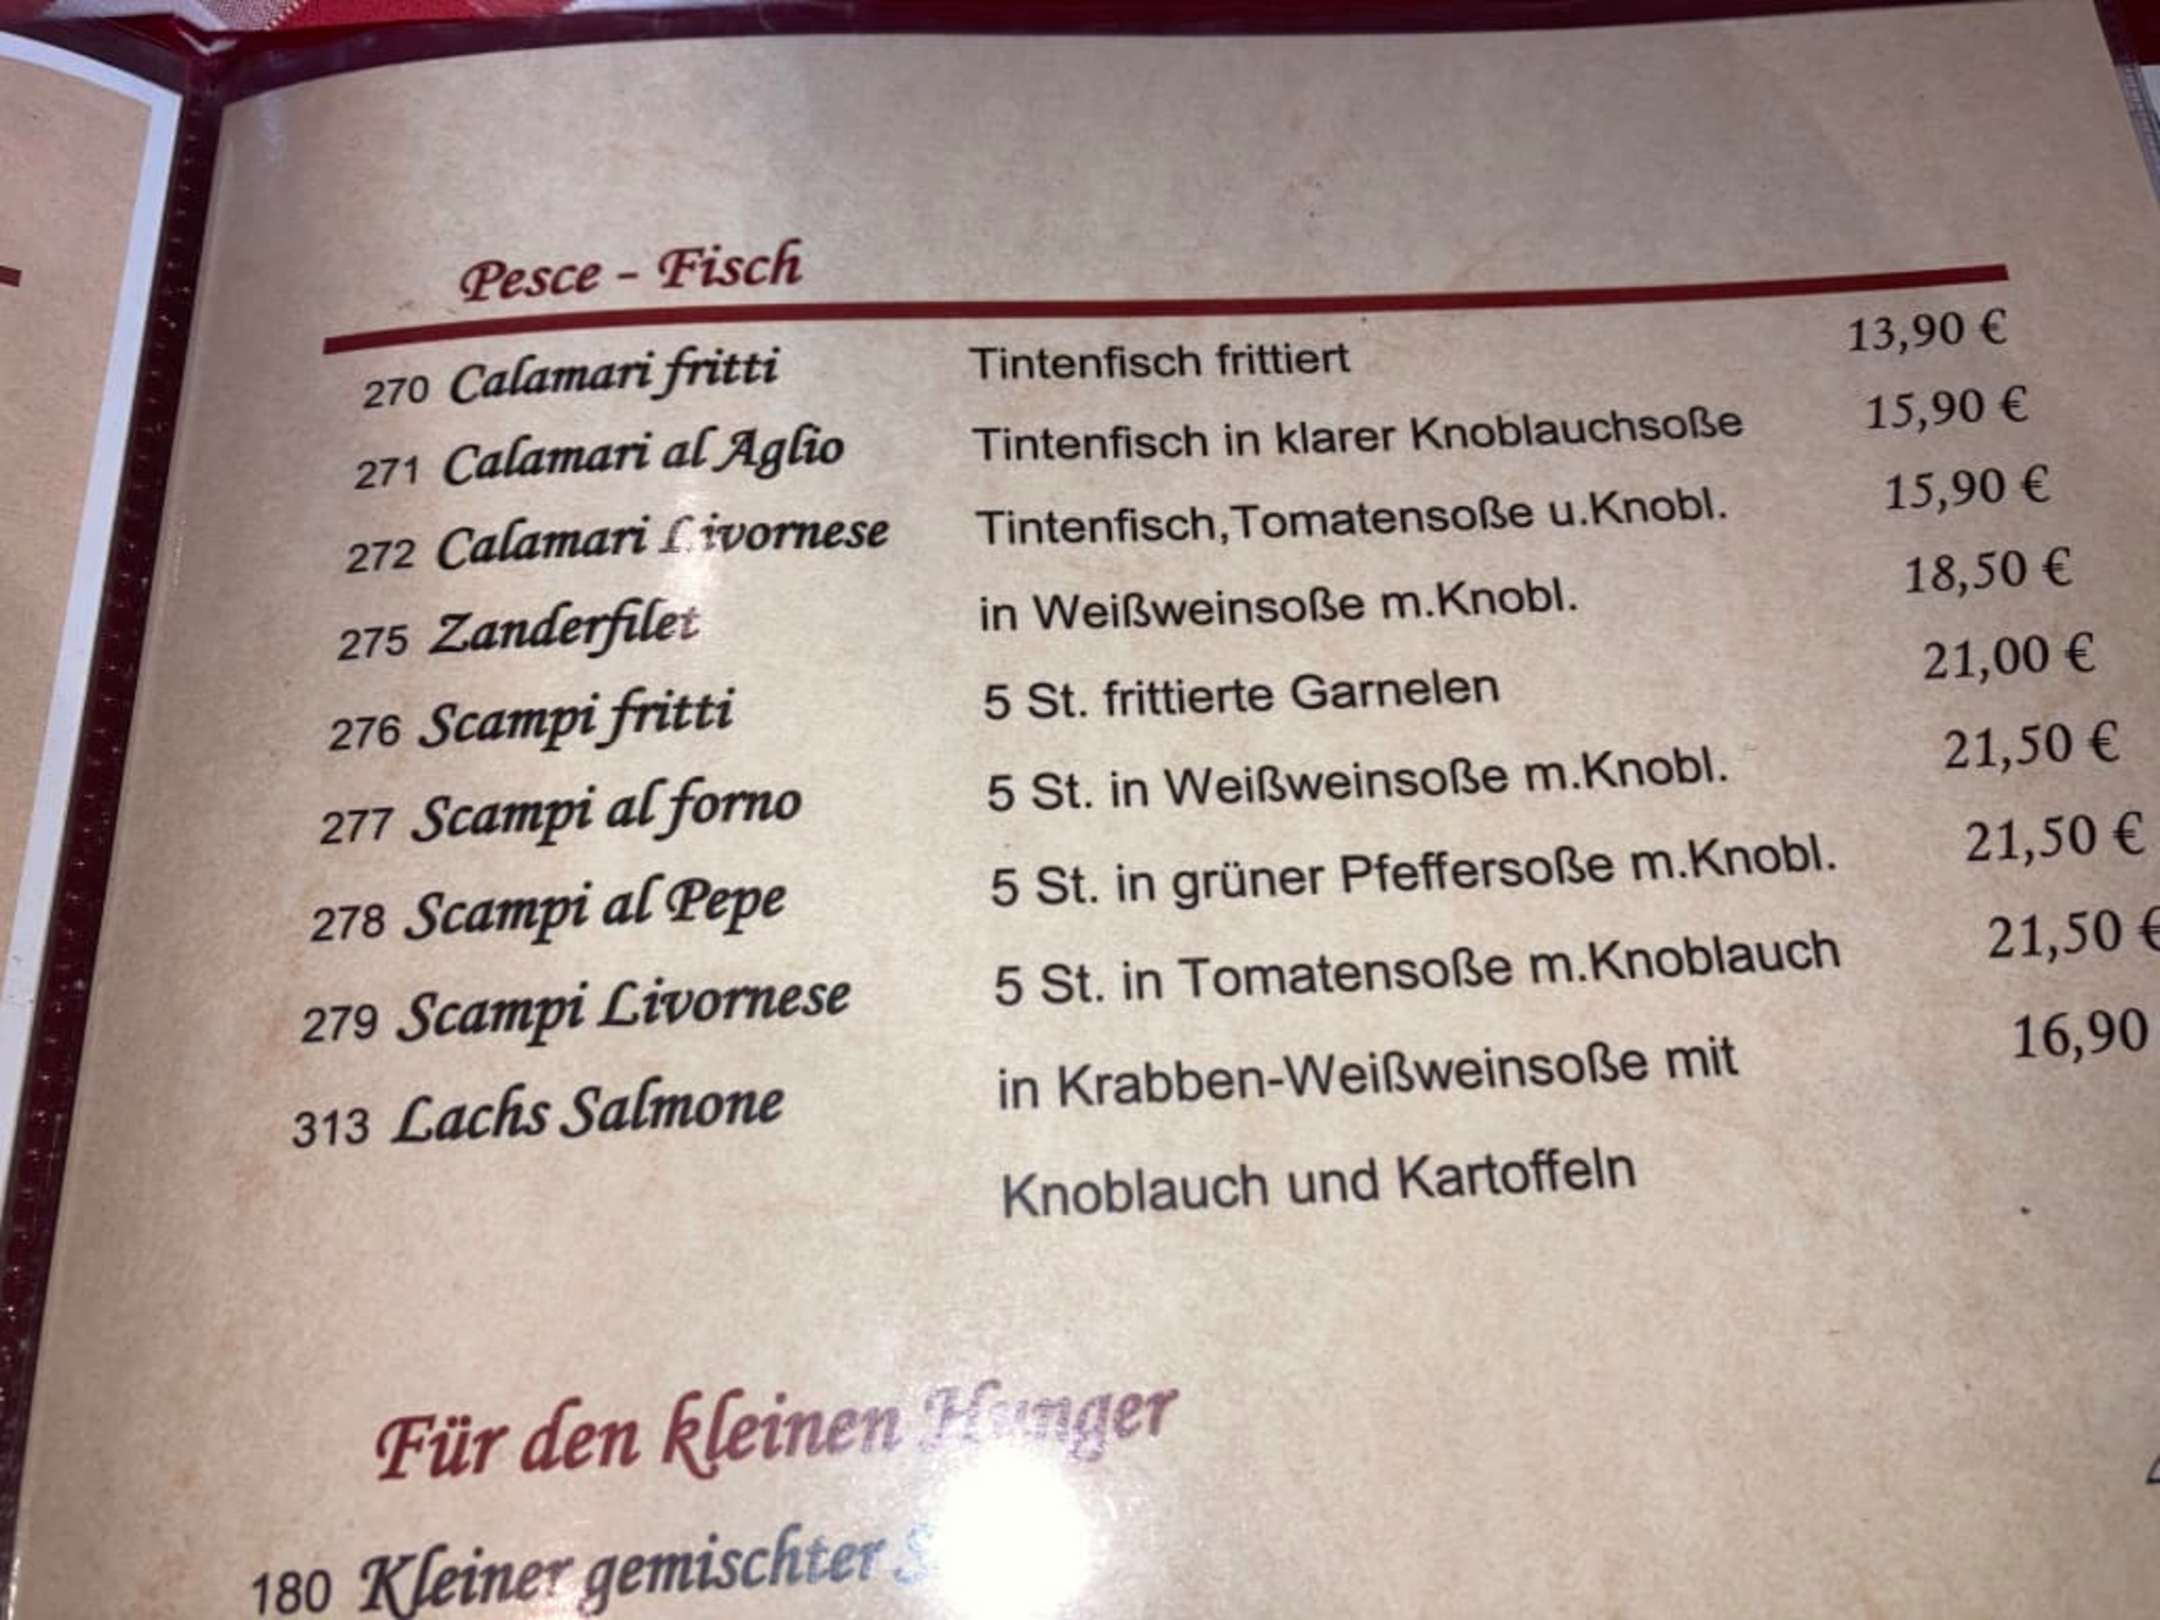 Pesce - Fisch
270 Calamari fritti Tintenfisch frittiert 13,90 €
271 Calamari al Aglio Tintenfisch in klarer Knoblauchsoße 15,90 €
272 Calamari Livornese Tintenfisch,Tomatensoße u.Knobl. 15,90 €
275 Zanderfilet in Weißweinsoße m.Knobl. 18,50 €
276 Scampi fritti 5 St. frittierte Garnelen 21,00 €
277 Scampi al forno 5 St. in Weißweinsoße m.Knobl. 21,50 €
278 Scampi al Pepe 5 St. in grüner Pfeffersoße m.Knobl. 21,50 €
279 Scampi Livornese 5 St. in Tomatensoße m.Knoblauch 21,50 €
313 Lachs Salmone in Krabben-Weißweinsoße mit 16,90
Knoblauch und Kartoffeln
Für den kleinen Hunger
180 Kleiner gemischter